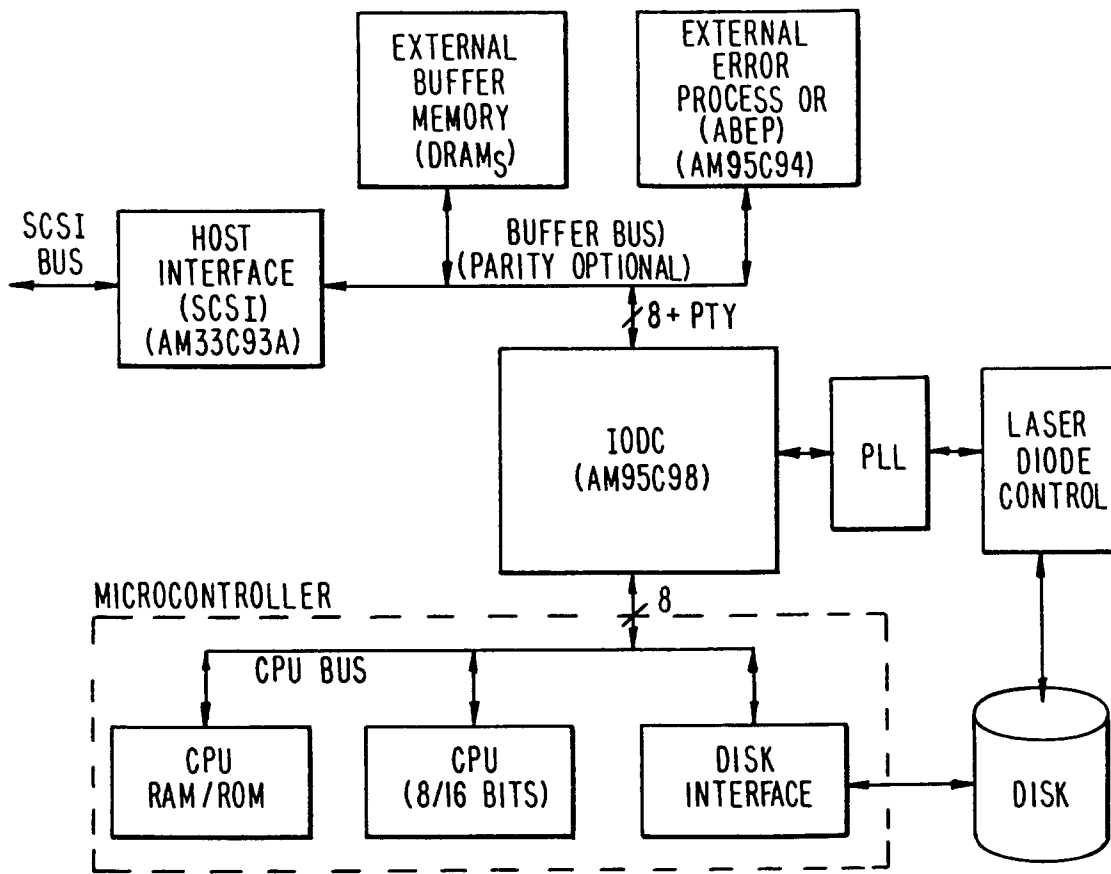 EXTERNAL
BUFFER
MEMORY
(DRAMS)
EXTERNAL
ERROR
PROCESS OR
(ABEP)
(AM95C94)
SCSI
BUS
HOST
INTERFACE
(SCSI)
(AM33C93A)
BUFFER BUS)
(PARITY OPTIONAL)
8+ PTY
IODC
(AM95C98)
PLL
LASER
DIODE
CONTROL
MICROCONTROLLER
8
CPU BUS
CPU
RAM/ROM
CPU
(8/16 BITS)
DISK
INTERFACE
DISK